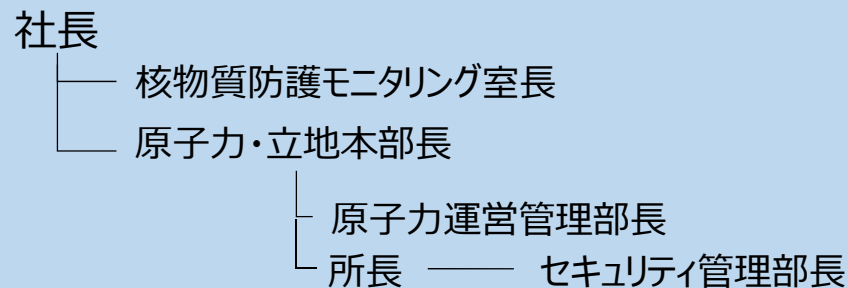 社長
核物質防護モニタリング室長
原子力・立地本部長
原子力運営管理部長
所長 セキュリティ管理部長